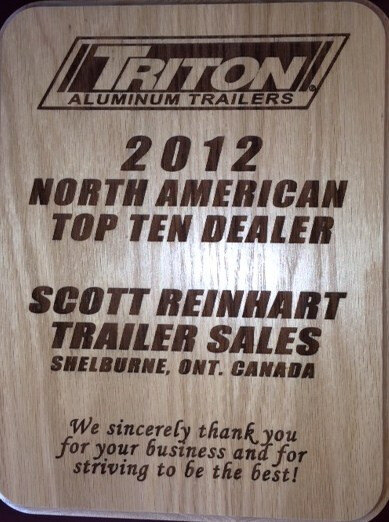 TRITON®
ALUMINUM TRAILERS
2012
NORTH AMERICAN
TOP TEN DEALER
SCOTT REINHART
TRAILER SALES
SHELBURNE, ONT. CANADA
We sincerely thank you
for your business and for
striving to be the best!